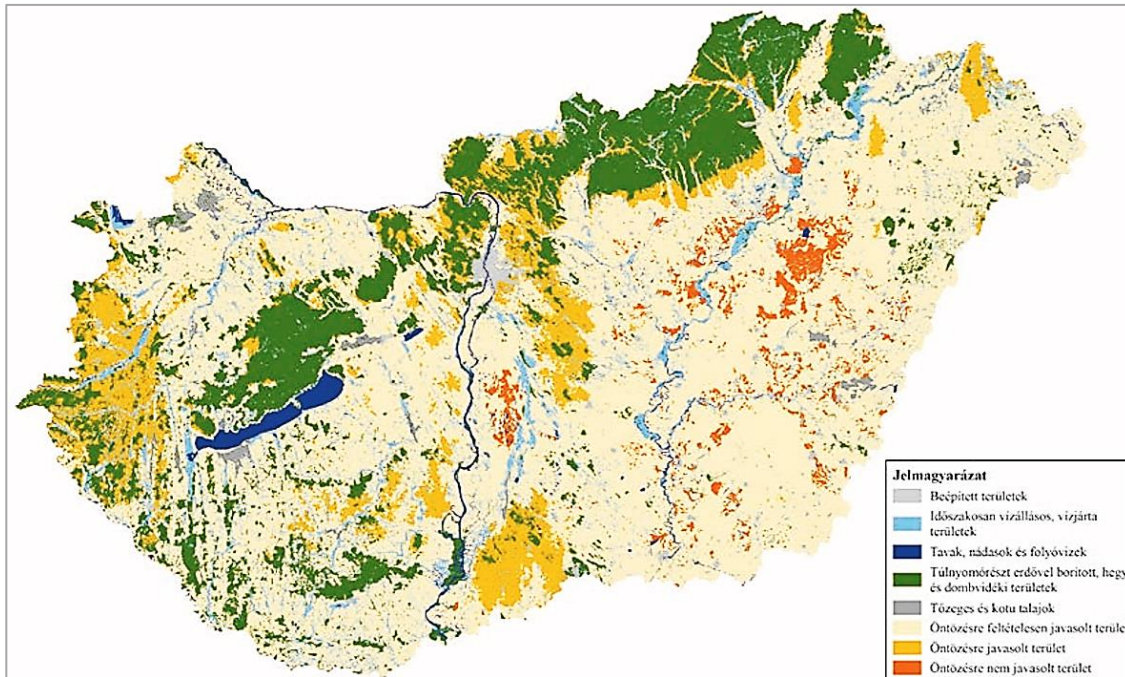 Jelmagyarázat
Beépített területek
Időszakosan vízállásos, vízjárta
területek
Tavak, nádasok és folyóvizek
Túlnyomórészt erdővel borított, hegy
és dombvidéki területek
Tőzeges és kotu talajok
Öntözésre feltételesen javasolt terüle
Öntözésre javasolt terület
Öntözésre nem javasolt terület